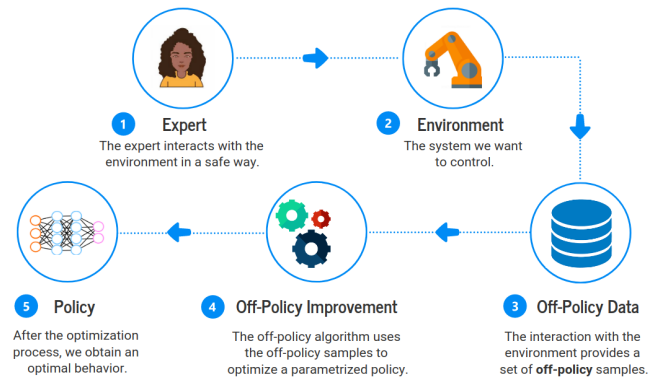 1 Expert
The expert interacts with the
environment in a safe way.
2 Environment
The system we want
to control.
3 Off-Policy Data
The interaction with the
environment provides a
set of off-policy samples.
4 Off-Policy Improvement
The off-policy algorithm uses
the off-policy samples to
optimize a parametrized policy.
5 Policy
After the optimization
process, we obtain an
optimal behavior.